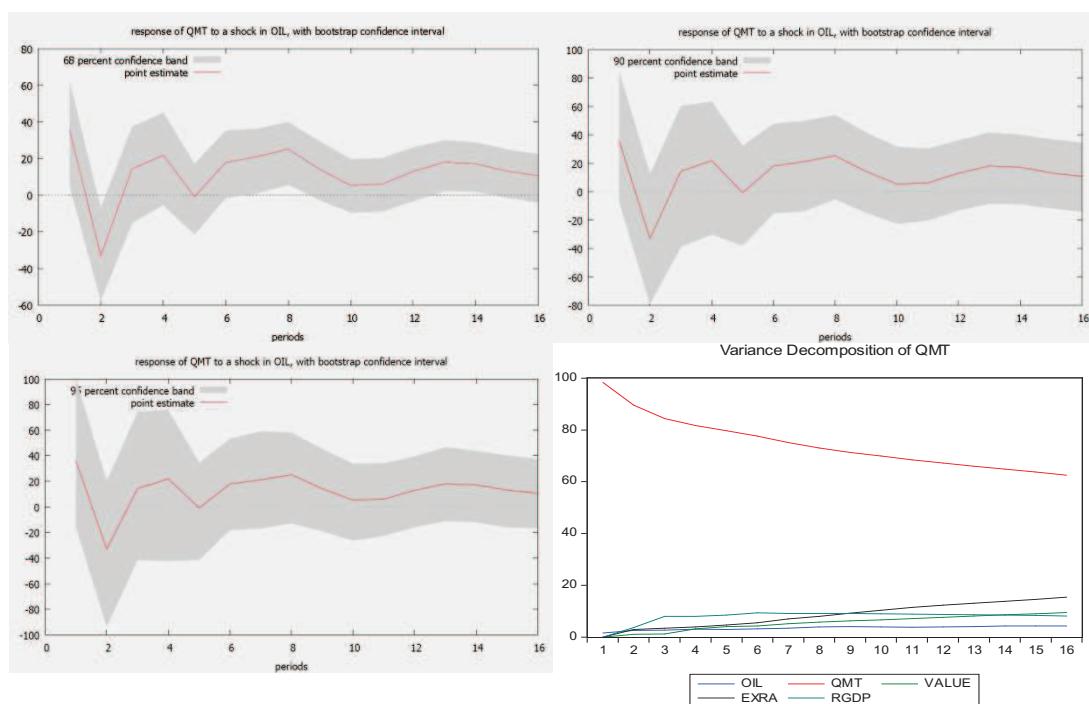 response of QMT to a shock in OIL, with bootstrap confidence interval
80
68 percent confidence band
point estimate
60
40
20
0
-20
-40
-60
0 2 4 6 8 10 12 14 16
periods
response of QMT to a shock in OIL, with bootstrap confidence interval
100
90 percent confidence band
point estimate
80
60
40
20
0
-20
-40
-60
-80
0 2 4 6 8 10 12 14 16
periods
response of QMT to a shock in OIL, with bootstrap confidence interval
100
95 percent confidence band
point estimate
80
60
40
20
0
-20
-40
-60
-80
-100
0 2 4 6 8 10 12 14 16
periods
Variance Decomposition of QMT
100
80
60
40
20
0
1 2 3 4 5 6 7 8 9 10 11 12 13 14 15 16
OIL QMT VALUE
EXRA RGDP